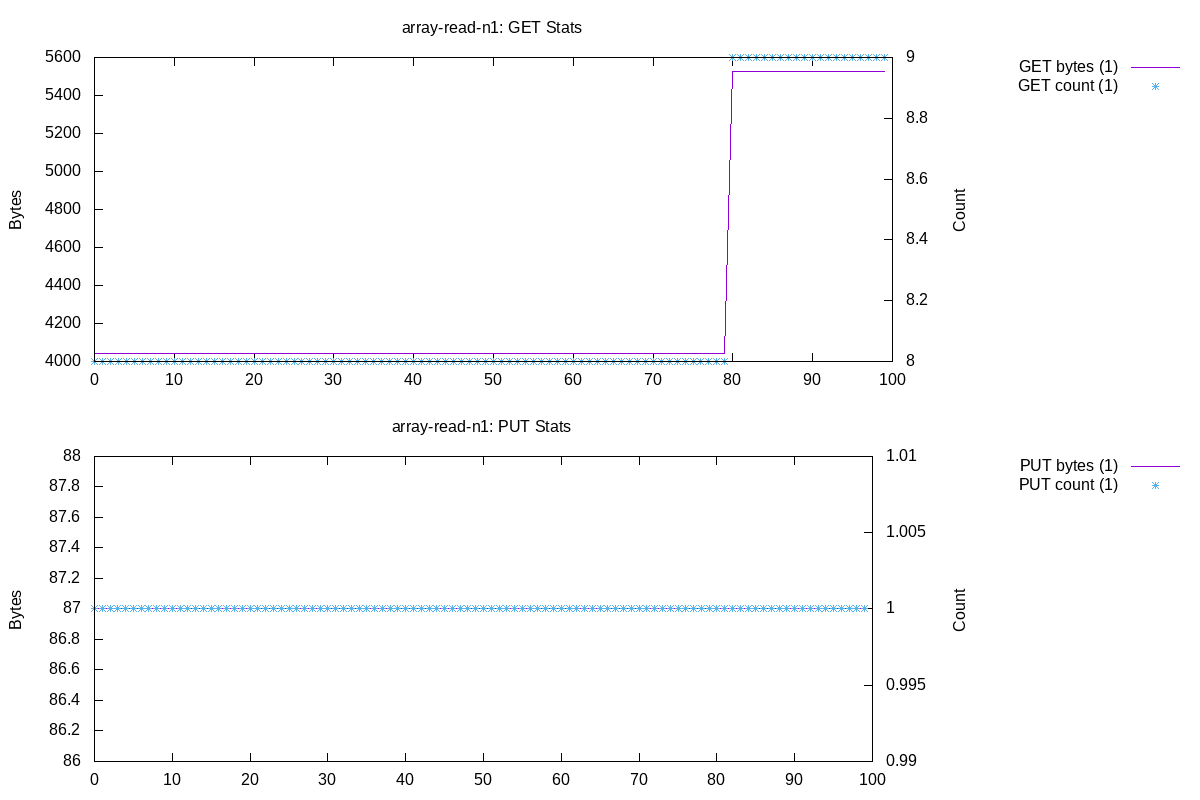 array-read-n1: GET Stats
5600
5400
5200
5000
4800
4600
4400
4200
4000
Bytes
0 10 20 30 40 50 60 70 80 90 100
9
8.8
8.6
8.4
8.2
8
Count
GET bytes (1)
GET count (1)
array-read-n1: PUT Stats
88
87.8
87.6
87.4
87.2
87
86.8
86.6
86.4
86.2
86
Bytes
0 10 20 30 40 50 60 70 80 90 100
1.01
1.005
1
0.995
0.99
Count
PUT bytes (1)
PUT count (1)